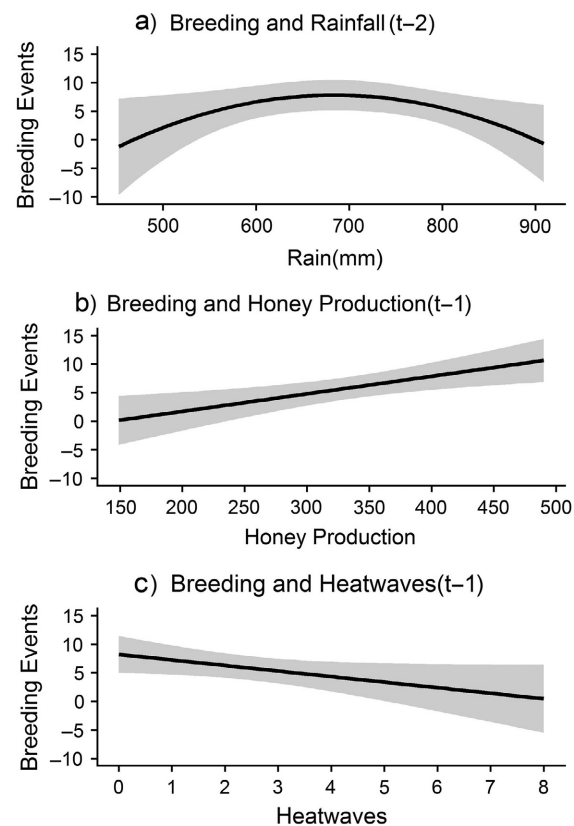 a) Breeding and Rainfall (t–2)
Breeding Events
15
10
5
0
–5
–10
500 600 700 800 900
Rain(mm)
b) Breeding and Honey Production(t–1)
Breeding Events
15
10
5
0
–5
–10
150 200 250 300 350 400 450 500
Honey Production
c) Breeding and Heatwaves(t–1)
Breeding Events
15
10
5
0
–5
–10
0 1 2 3 4 5 6 7 8
Heatwaves